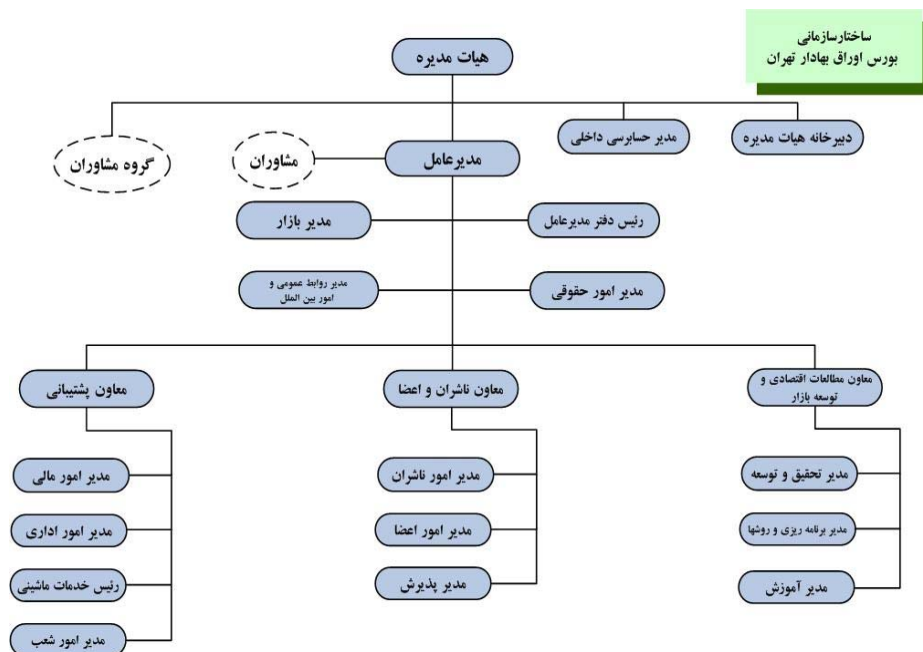 ساختارسازمانی
بورس اوراق بهادار تهران
هیات مدیره
دبیرخانه هیات مدیره
مدیر حسابرسی داخلی
گروه مشاوران
مدیرعامل
مشاوران
رئیس دفتر مدیرعامل
مدیر بازار
مدیر امور حقوقی
مدیر روابط عمومی و
امور بین الملل
معاون مطالعات اقتصادی و
توسعه بازار
معاون ناشران و اعضا
معاون پشتیبانی
مدیر تحقیق و توسعه
مدیر برنامه ریزی و روشها
مدیر آموزش
مدیر امور ناشران
مدیر امور اعضا
مدیر پذیرش
مدیر امور مالی
مدیر امور اداری
رئیس خدمات ماشینی
مدیر امور شعب